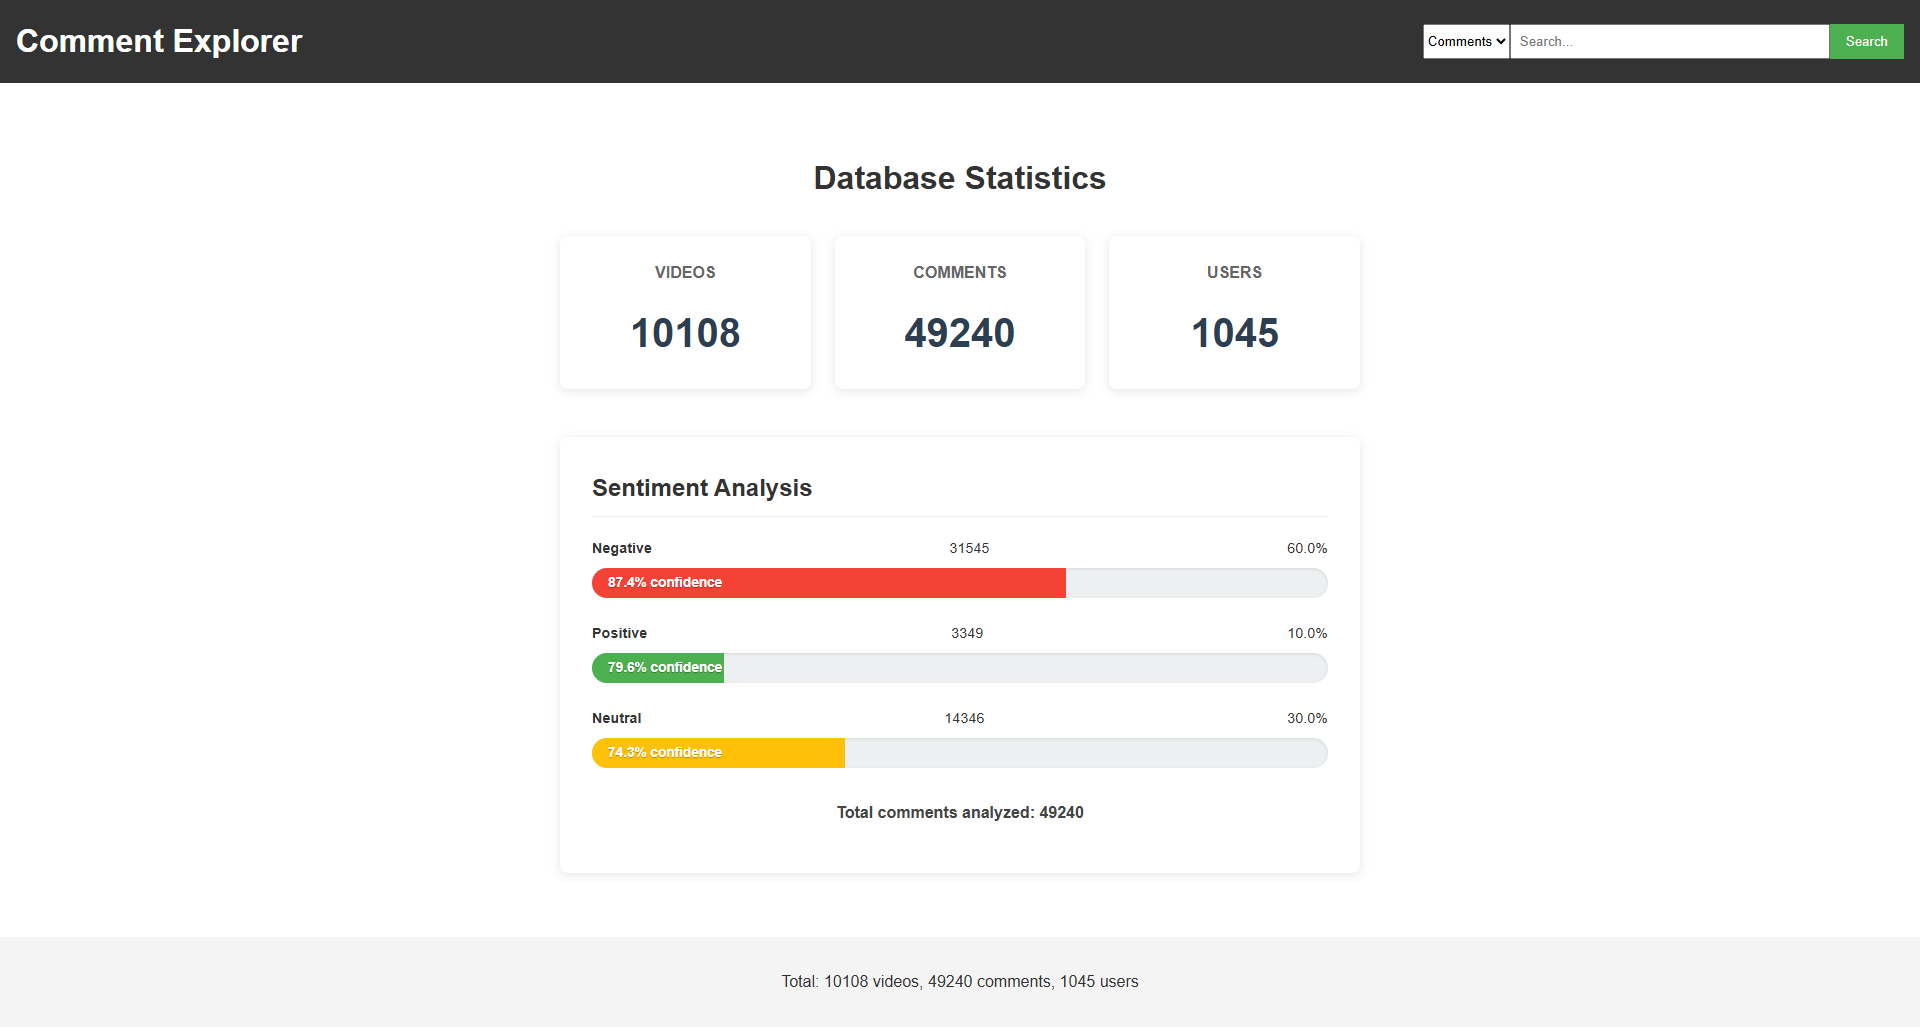 Comment Explorer
Comments Search... Search
Database Statistics
VIDEOS COMMENTS USERS
10108 49240 1045
Sentiment Analysis
Negative 31545 60.0%
87.4% confidence
Positive 3349 10.0%
79.6% confidence
Neutral 14346 30.0%
74.3% confidence
Total comments analyzed: 49240
Total: 10108 videos, 49240 comments, 1045 users